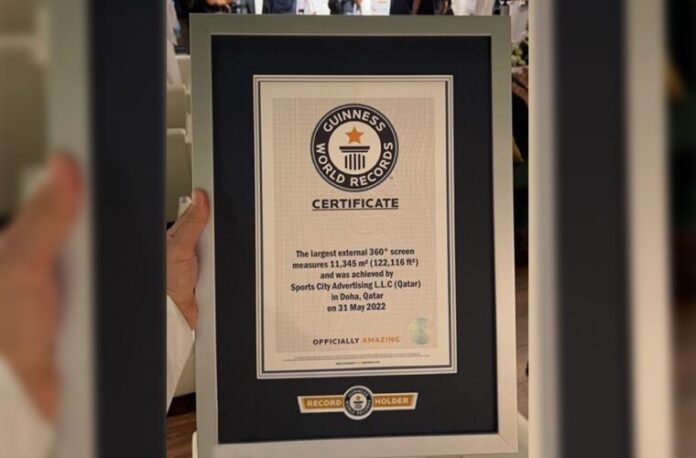 GUINNESS
WORLD RECORDS
CERTIFICATE
The largest external 360° screen
measures 11,345 m² (122,116 ft²)
and was achieved by
Sports City Advertising L.L.C (Qatar)
in Doha, Qatar
on 31 May 2022
OFFICIALLY AMAZING
RECORD HOLDER